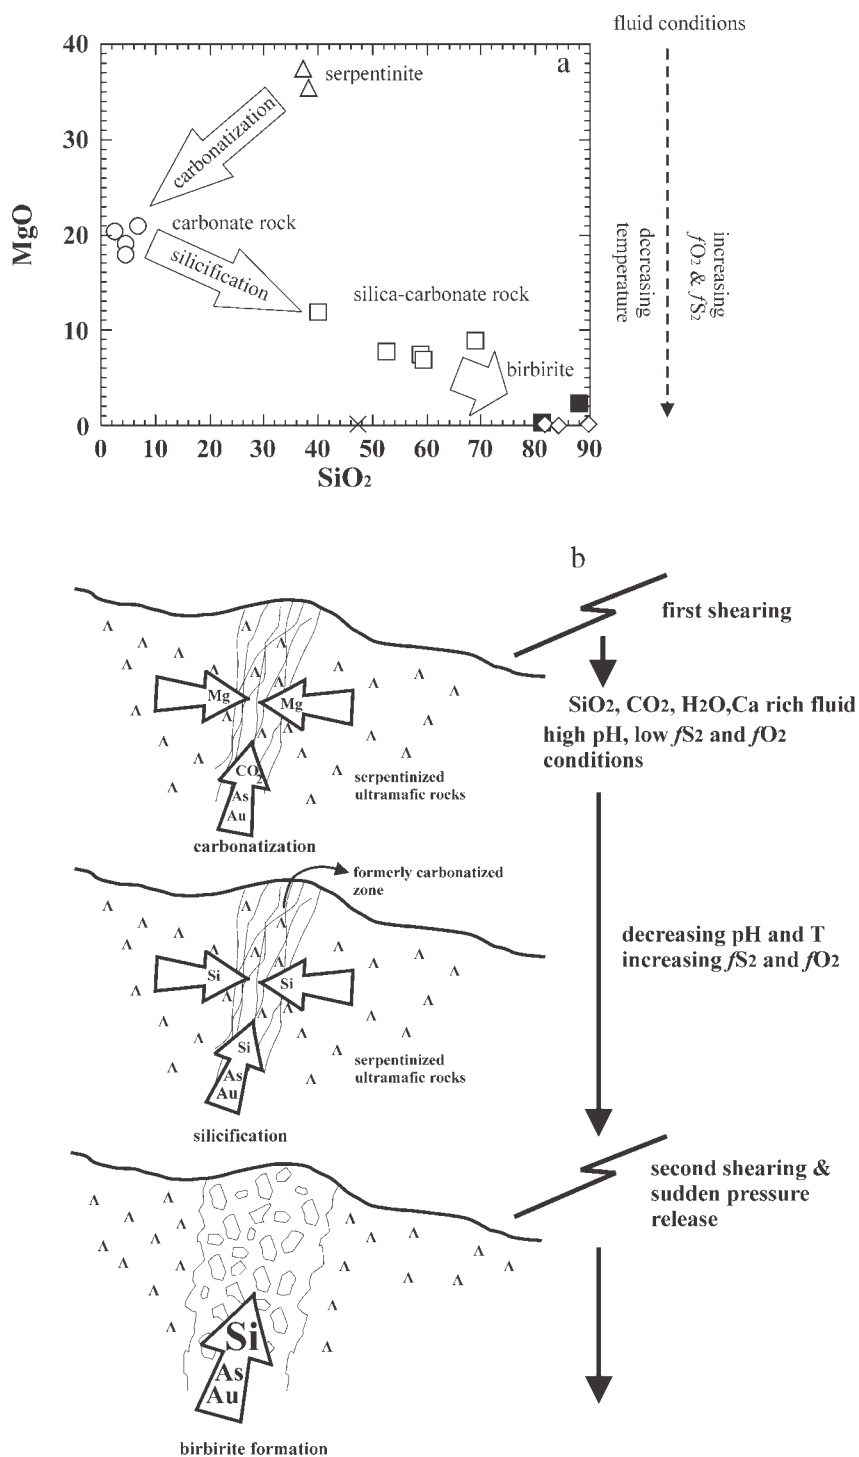 fluid conditions
a
40
30
20
10
0
MgO
serpentinite
carbonatization
carbonate rock
silicification
silica-carbonate rock
birbirite
0 10 20 30 40 50 60 70 80 90
SiO2
decreasing
temperature
increasing
fO2 & fS2
b
first shearing
SiO2, CO2, H2O,Ca rich fluid
high pH, low fS2 and fO2
conditions
Mg
Mg
CO2
As
Au
serpentinized
ultramafic rocks
carbonatization
formerly carbonatized
zone
decreasing pH and T
increasing fS2 and fO2
Si
Si
Si
As
Au
serpentinized
ultramafic rocks
silicification
second shearing &
sudden pressure
release
Si
As
Au
birbirite formation